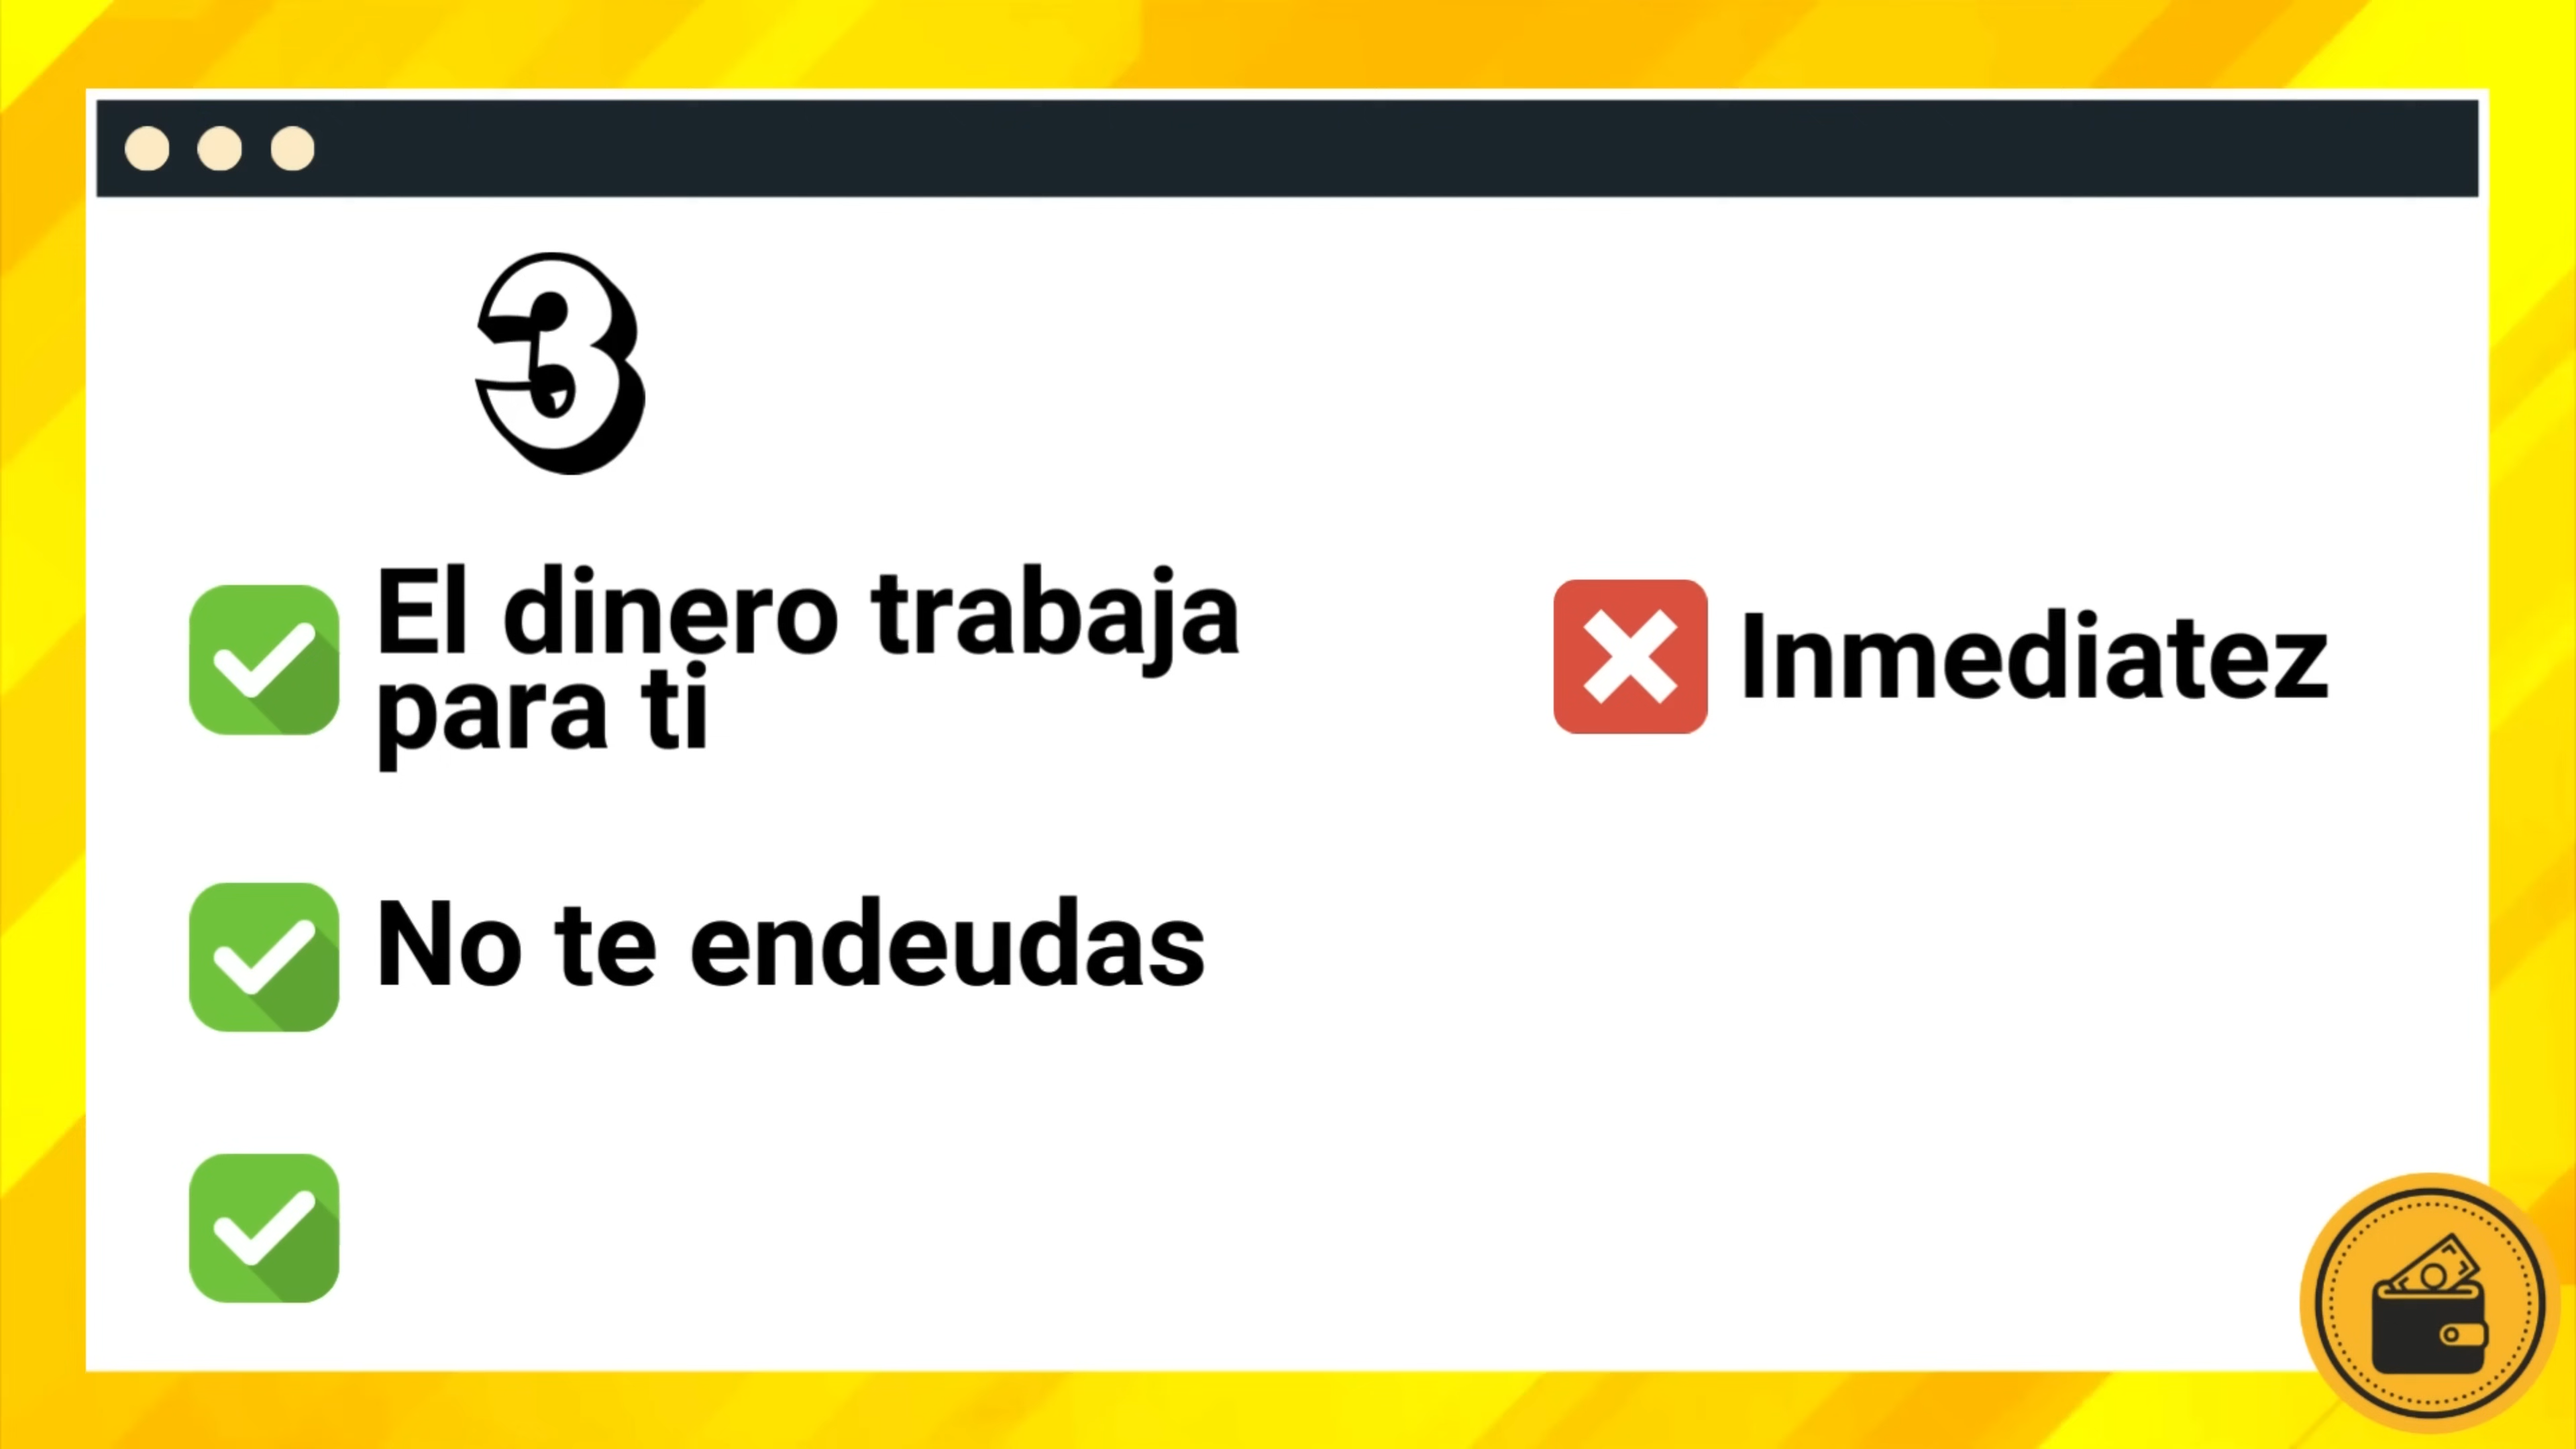 3
El dinero trabaja
para ti
No te endeudas
Inmediatez